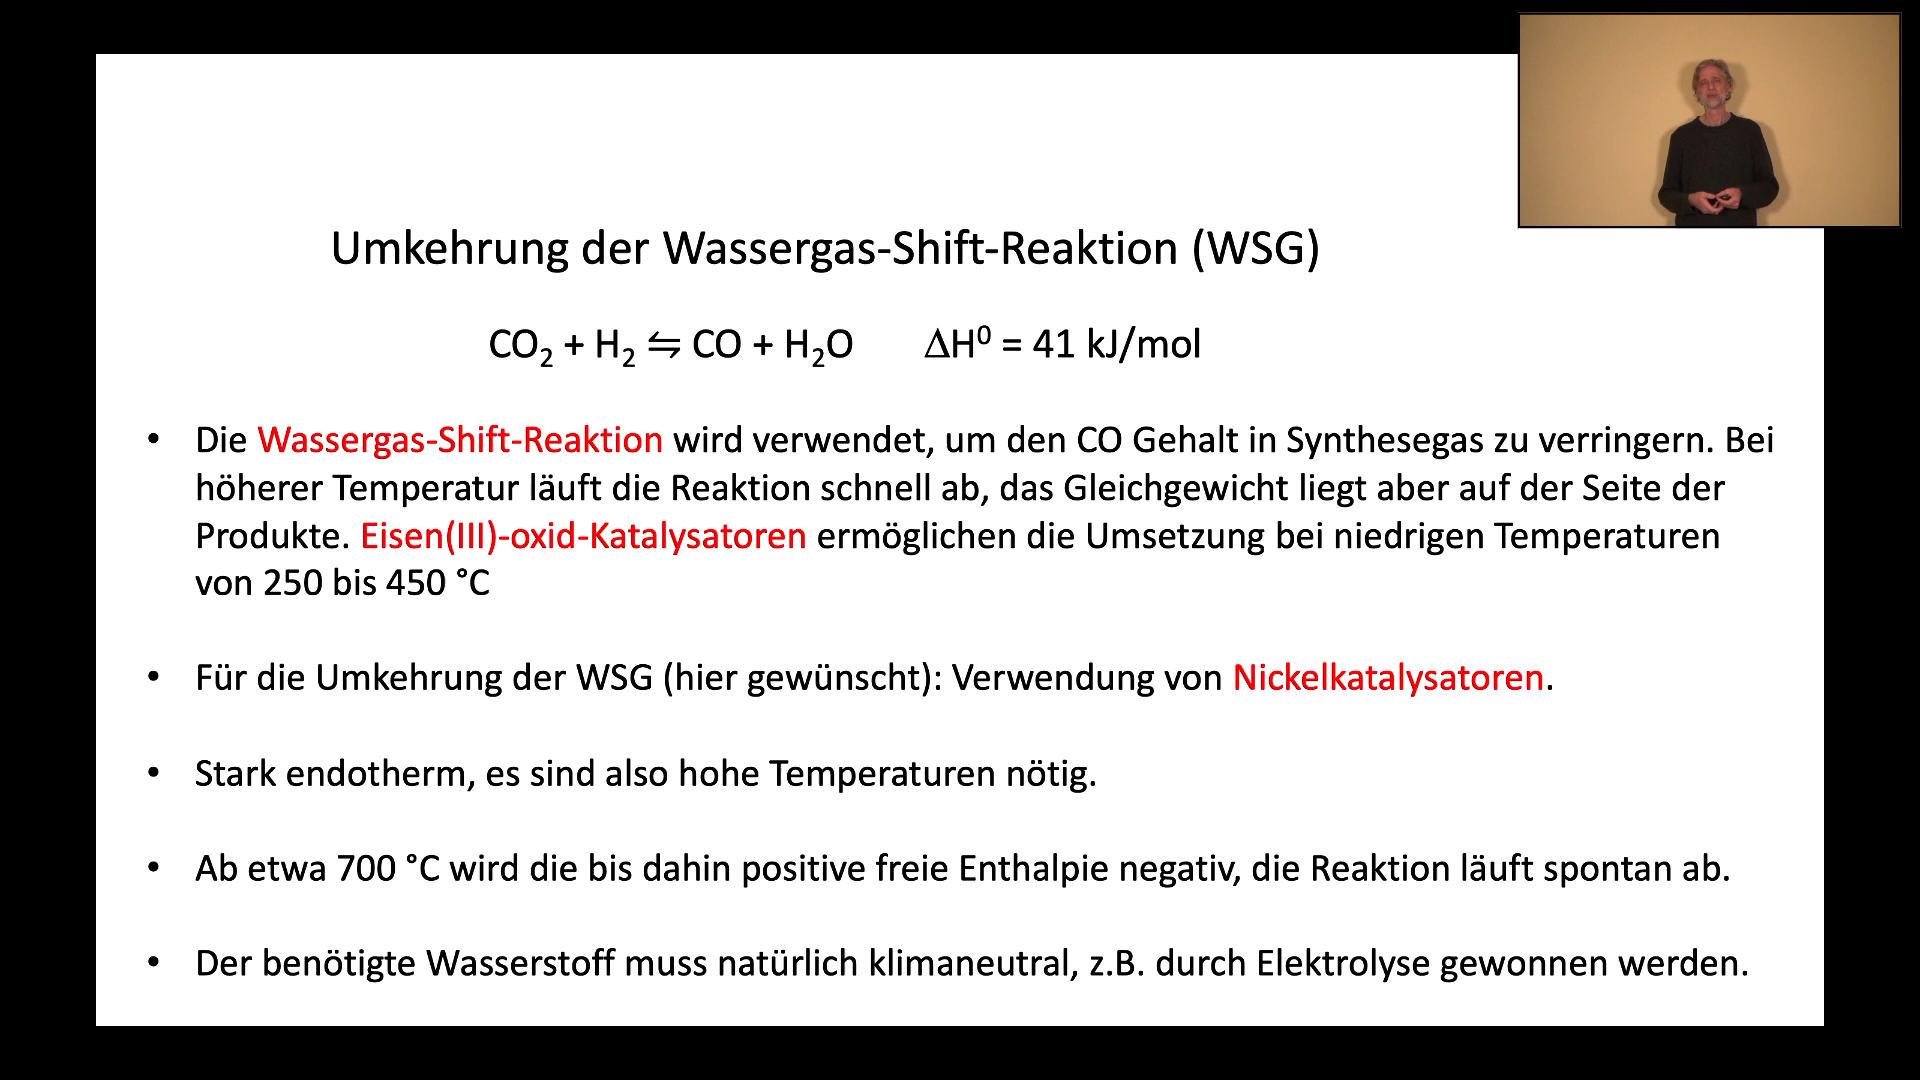 Umkehrung der Wassergas-Shift-Reaktion (WSG)
CO₂ + H₂ ⇋ CO + H₂O ΔH⁰ = 41 kJ/mol
• Die Wassergas-Shift-Reaktion wird verwendet, um den CO Gehalt in Synthesegas zu verringern. Bei
höherer Temperatur läuft die Reaktion schnell ab, das Gleichgewicht liegt aber auf der Seite der
Produkte. Eisen(III)-oxid-Katalysatoren ermöglichen die Umsetzung bei niedrigen Temperaturen
von 250 bis 450 °C
• Für die Umkehrung der WSG (hier gewünscht): Verwendung von Nickelkatalysatoren.
• Stark endotherm, es sind also hohe Temperaturen nötig.
• Ab etwa 700 °C wird die bis dahin positive freie Enthalpie negativ, die Reaktion läuft spontan ab.
• Der benötigte Wasserstoff muss natürlich klimaneutral, z.B. durch Elektrolyse gewonnen werden.